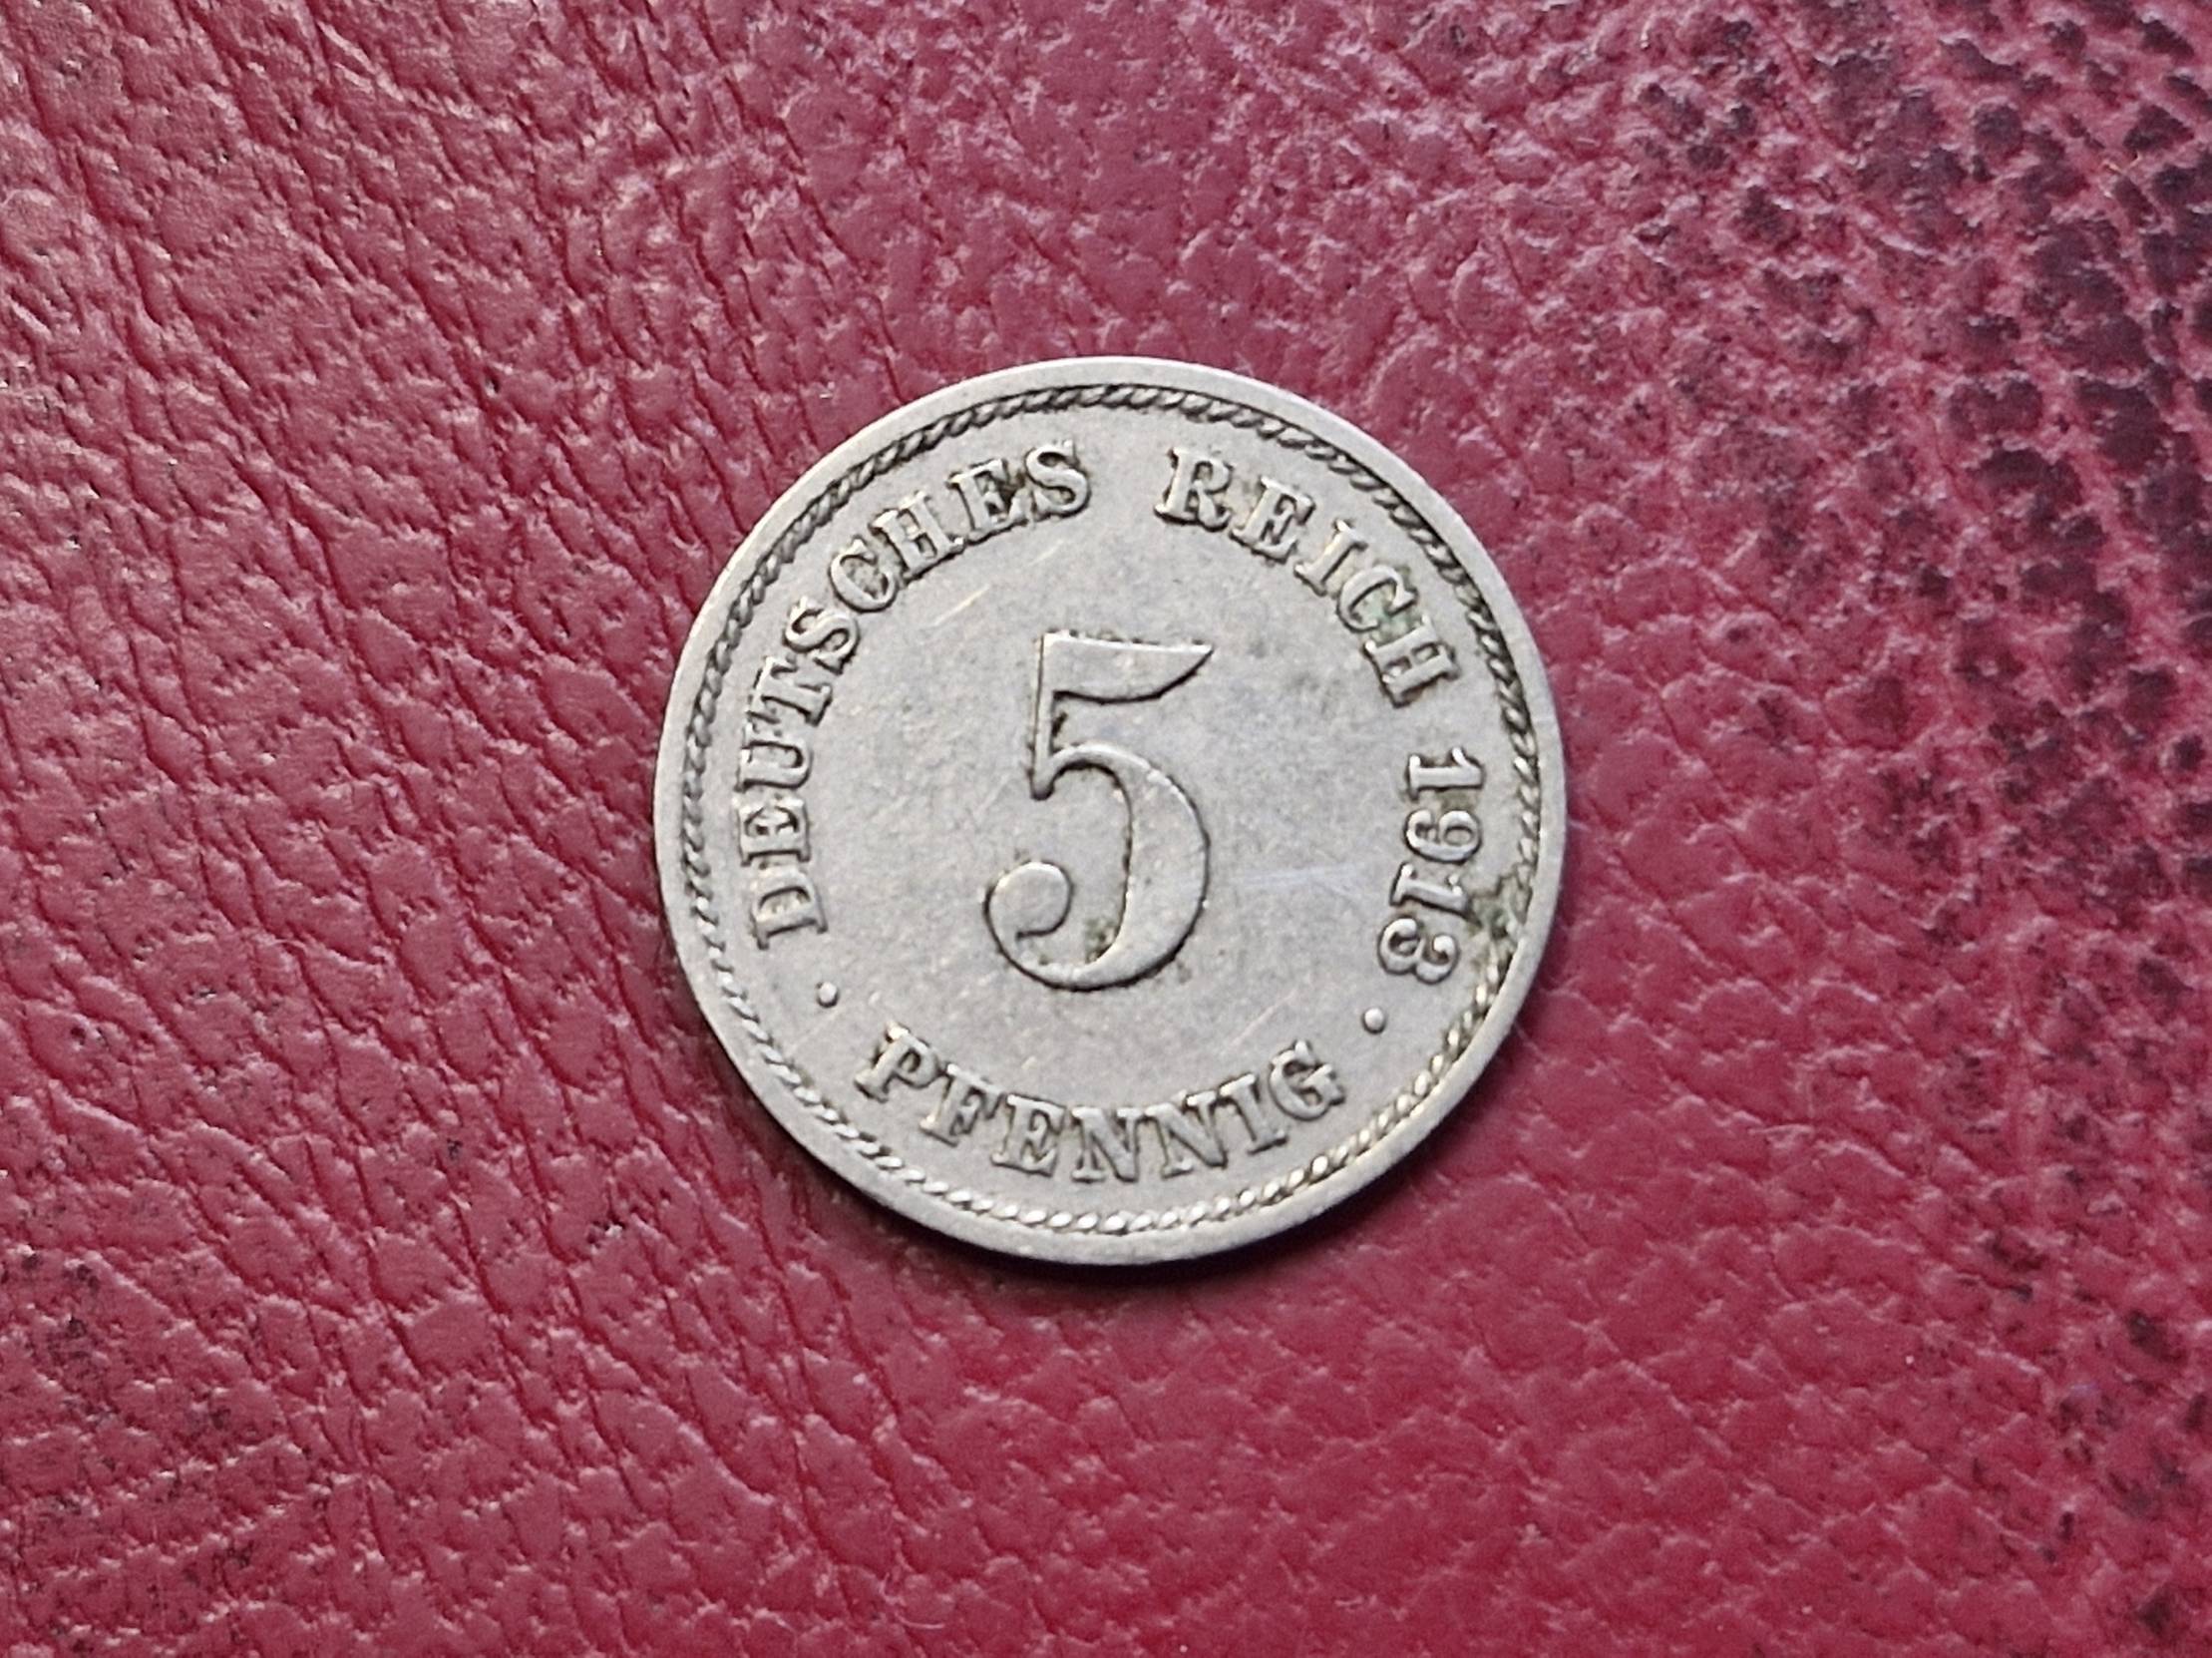 DEUTSCHES REICH 1913
5
· PFENNIG ·